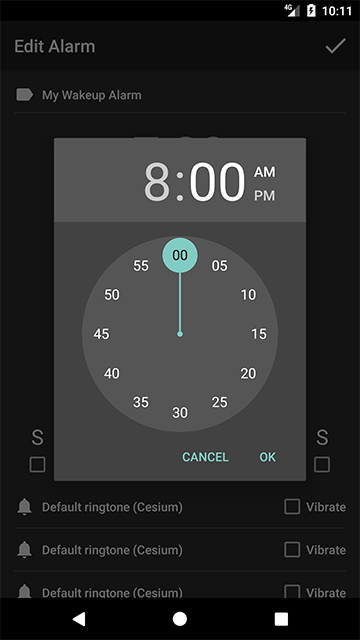 4G 10:11
Edit Alarm
My Wakeup Alarm
8:00 AM
PM
00
55 05
50 10
45 15
40 20
35 25
30
S S
CANCEL OK
Default ringtone (Cesium) Vibrate
Default ringtone (Cesium) Vibrate
Default ringtone (Cesium) Vibrate